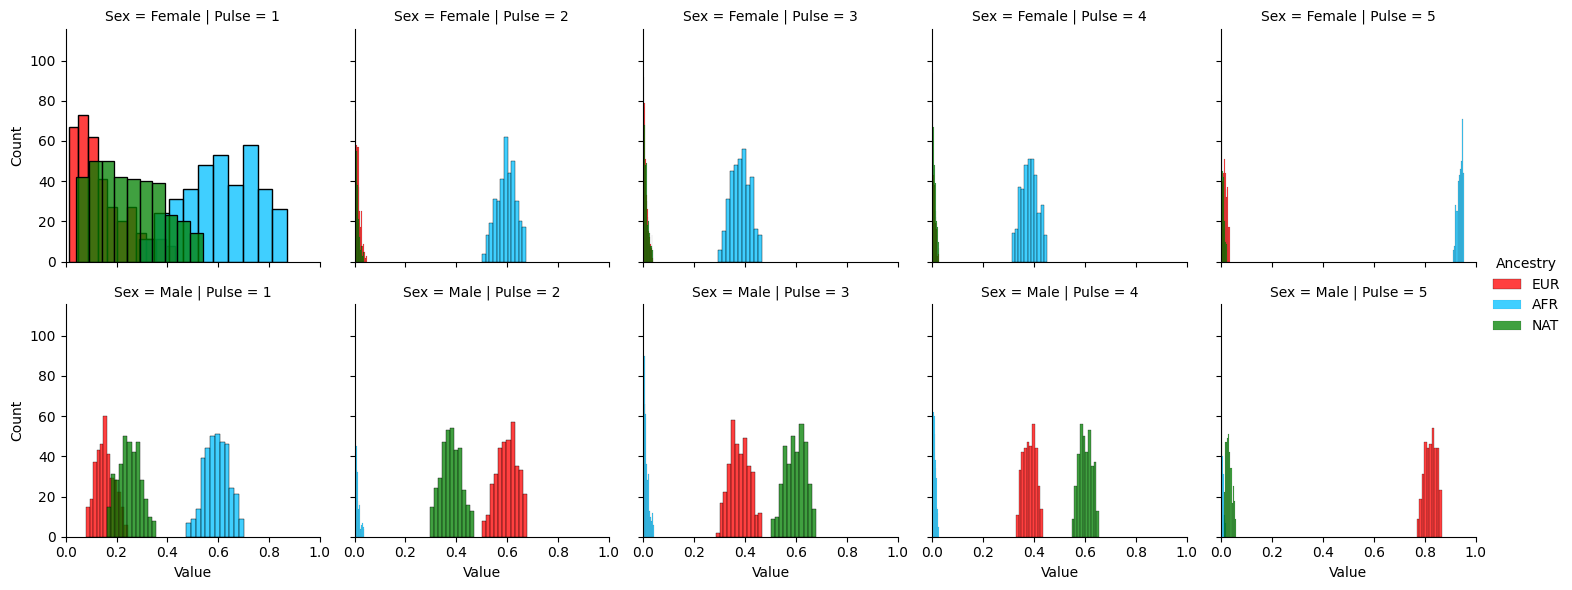 Sex = Female | Pulse = 1
Sex = Female | Pulse = 2
Sex = Female | Pulse = 3
Sex = Female | Pulse = 4
Sex = Female | Pulse = 5
100
80
60
40
20
0
Count
Sex = Male | Pulse = 1
Sex = Male | Pulse = 2
Sex = Male | Pulse = 3
Sex = Male | Pulse = 4
Sex = Male | Pulse = 5
100
80
60
40
20
0
Count
0.0 0.2 0.4 0.6 0.8 1.0
0.0 0.2 0.4 0.6 0.8 1.0
0.0 0.2 0.4 0.6 0.8 1.0
0.0 0.2 0.4 0.6 0.8 1.0
0.0 0.2 0.4 0.6 0.8 1.0
Value
Value
Value
Value
Value
Ancestry
EUR
AFR
NAT